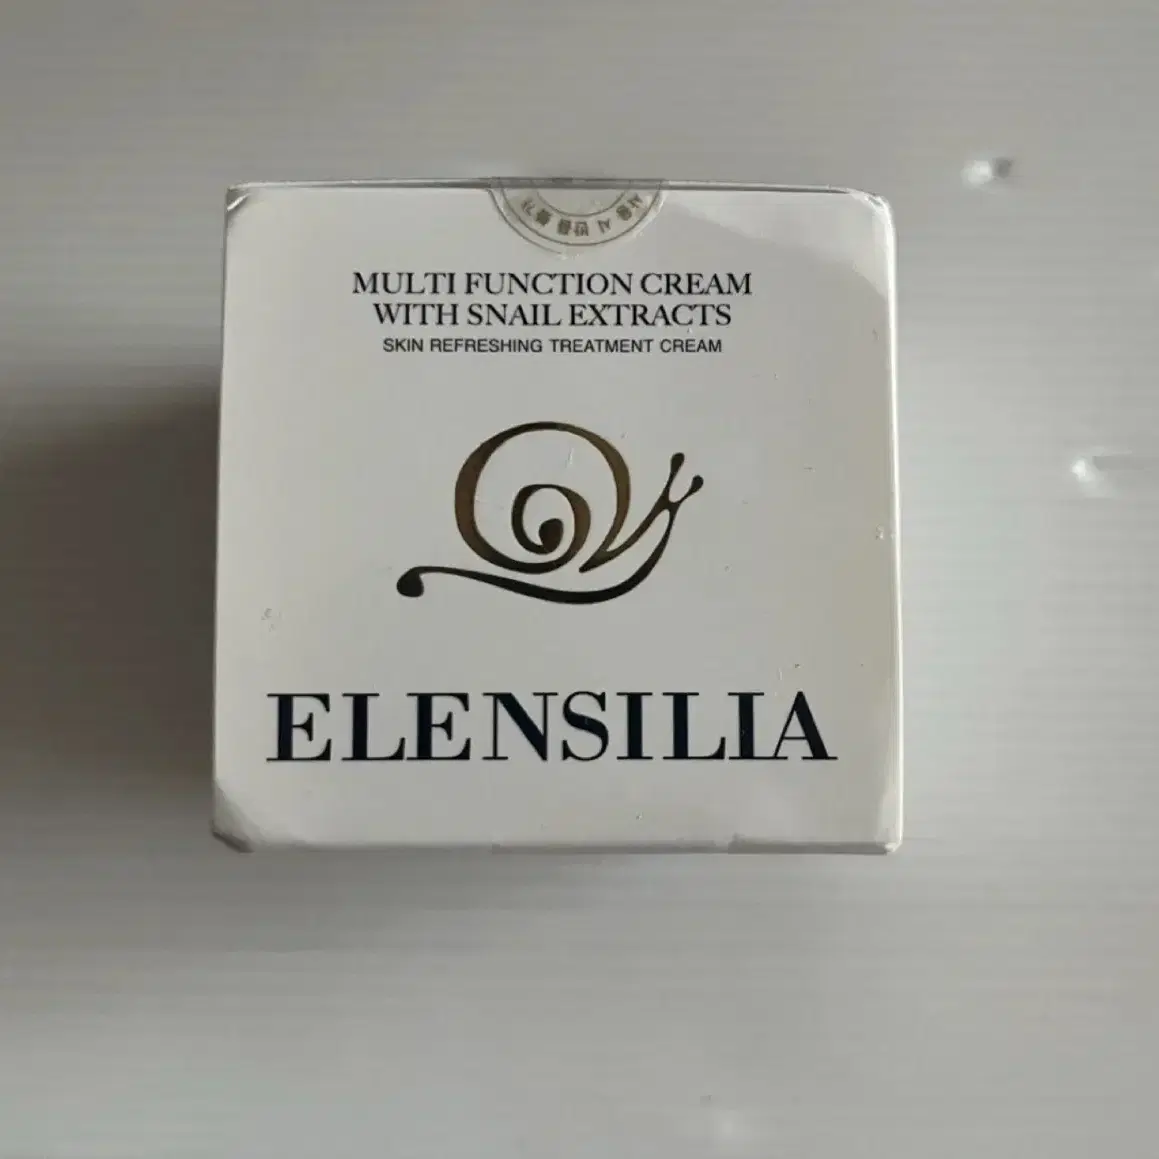 MULTI FUNCTION CREAM
WITH SNAIL EXTRACTS
SKIN REFRESHING TREATMENT CREAM
ELENSILIA